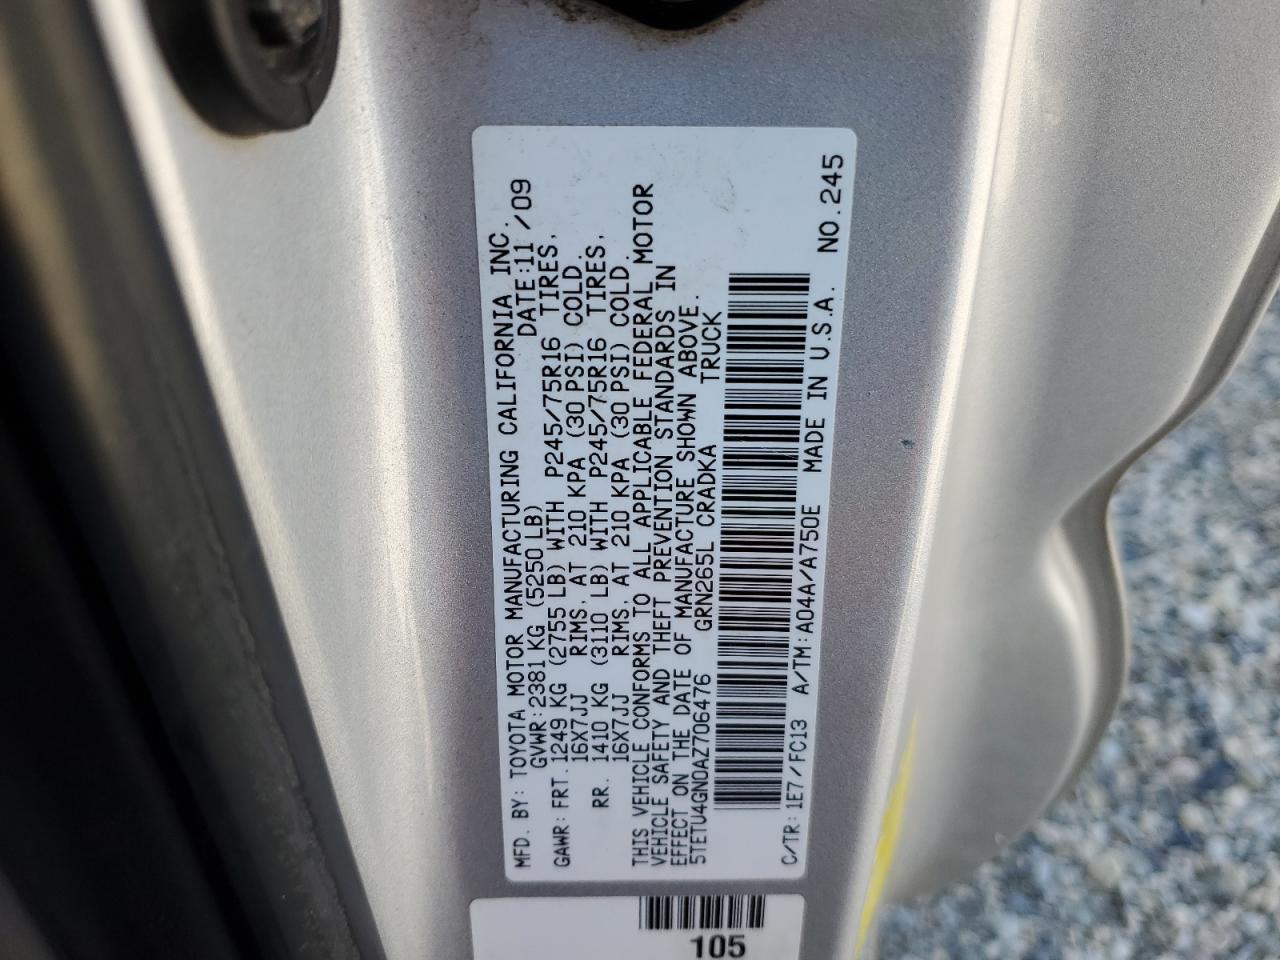 MFD. BY: TOYOTA MOTOR MANUFACTURING CALIFORNIA INC.
GVWR: 2381 KG (5250 LB) DATE: 11/09
GAWR: FRT. 1249 KG (2755 LB) WITH P245/75R16 TIRES,
16X7JJ RIMS, AT 210 KPA (30 PSI) COLD.
RR. 1410 KG (3110 LB) WITH P245/75R16 TIRES,
16X7JJ RIMS, AT 210 KPA (30 PSI) COLD.
THIS VEHICLE CONFORMS TO ALL APPLICABLE FEDERAL MOTOR
VEHICLE SAFETY AND THEFT PREVENTION STANDARDS IN
EFFECT ON THE DATE OF MANUFACTURE SHOWN ABOVE.
5TETU4GN0AZ706476 GRN265L CRADKA TRUCK
C/TR: 1E7/FC13 A/TM: A04A/A750E MADE IN U.S.A. NO. 245
105